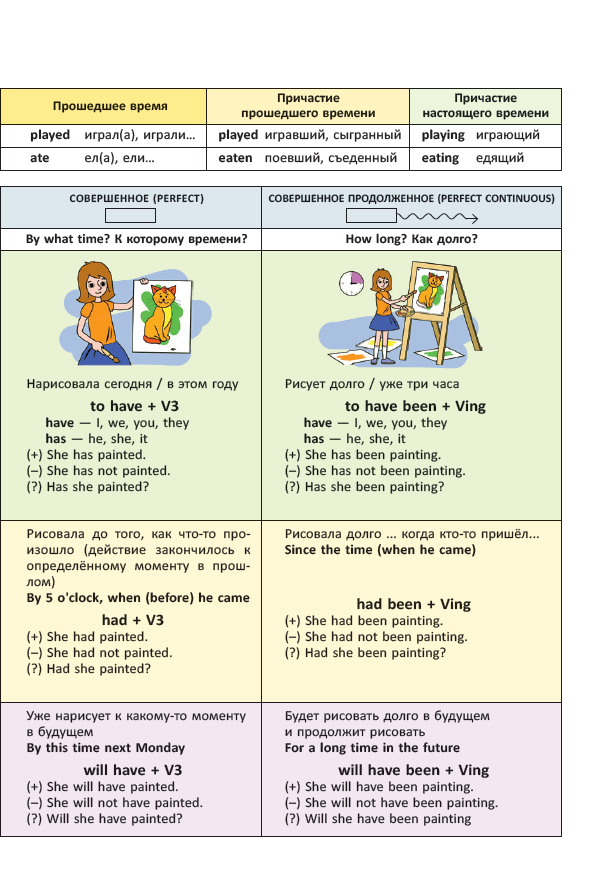 Прошедшее время
Причастие
прошедшего времени
Причастие
настоящего времени
played играл(а), играли...
played игравший, сыгранный
playing играющий
ate ел(а), ели...
eaten поевший, съеденный
eating едящий
СОВЕРШЕННОЕ (PERFECT)
СОВЕРШЕННОЕ ПРОДОЛЖЕННОЕ (PERFECT CONTINUOUS)
By what time? К которому времени?
How long? Как долго?
Нарисовала сегодня / в этом году
to have + V3
have — I, we, you, they
has — he, she, it
(+) She has painted.
(–) She has not painted.
(?) Has she painted?
Рисует долго / уже три часа
to have been + Ving
have — I, we, you, they
has — he, she, it
(+) She has been painting.
(–) She has not been painting.
(?) Has she been painting?
Рисовала до того, как что-то про-
изошло (действие закончилось к
определённому моменту в прош-
лом)
By 5 o'clock, when (before) he came
had + V3
(+) She had painted.
(–) She had not painted.
(?) Had she painted?
Рисовала долго ... когда кто-то пришёл...
Since the time (when he came)
had been + Ving
(+) She had been painting.
(–) She had not been painting.
(?) Had she been painting?
Уже нарисует к какому-то моменту
в будущем
By this time next Monday
will have + V3
(+) She will have painted.
(–) She will not have painted.
(?) Will she have painted?
Будет рисовать долго в будущем
и продолжит рисовать
For a long time in the future
will have been + Ving
(+) She will have been painting.
(–) She will not have been painting.
(?) Will she have been painting